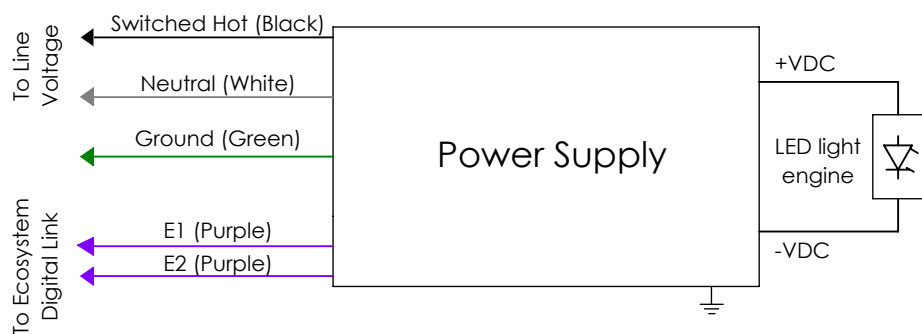 To Line
Voltage
Switched Hot (Black)
Neutral (White)
Ground (Green)
To Ecosystem
Digital Link
E1 (Purple)
E2 (Purple)
Power Supply
+VDC
LED light
engine
-VDC